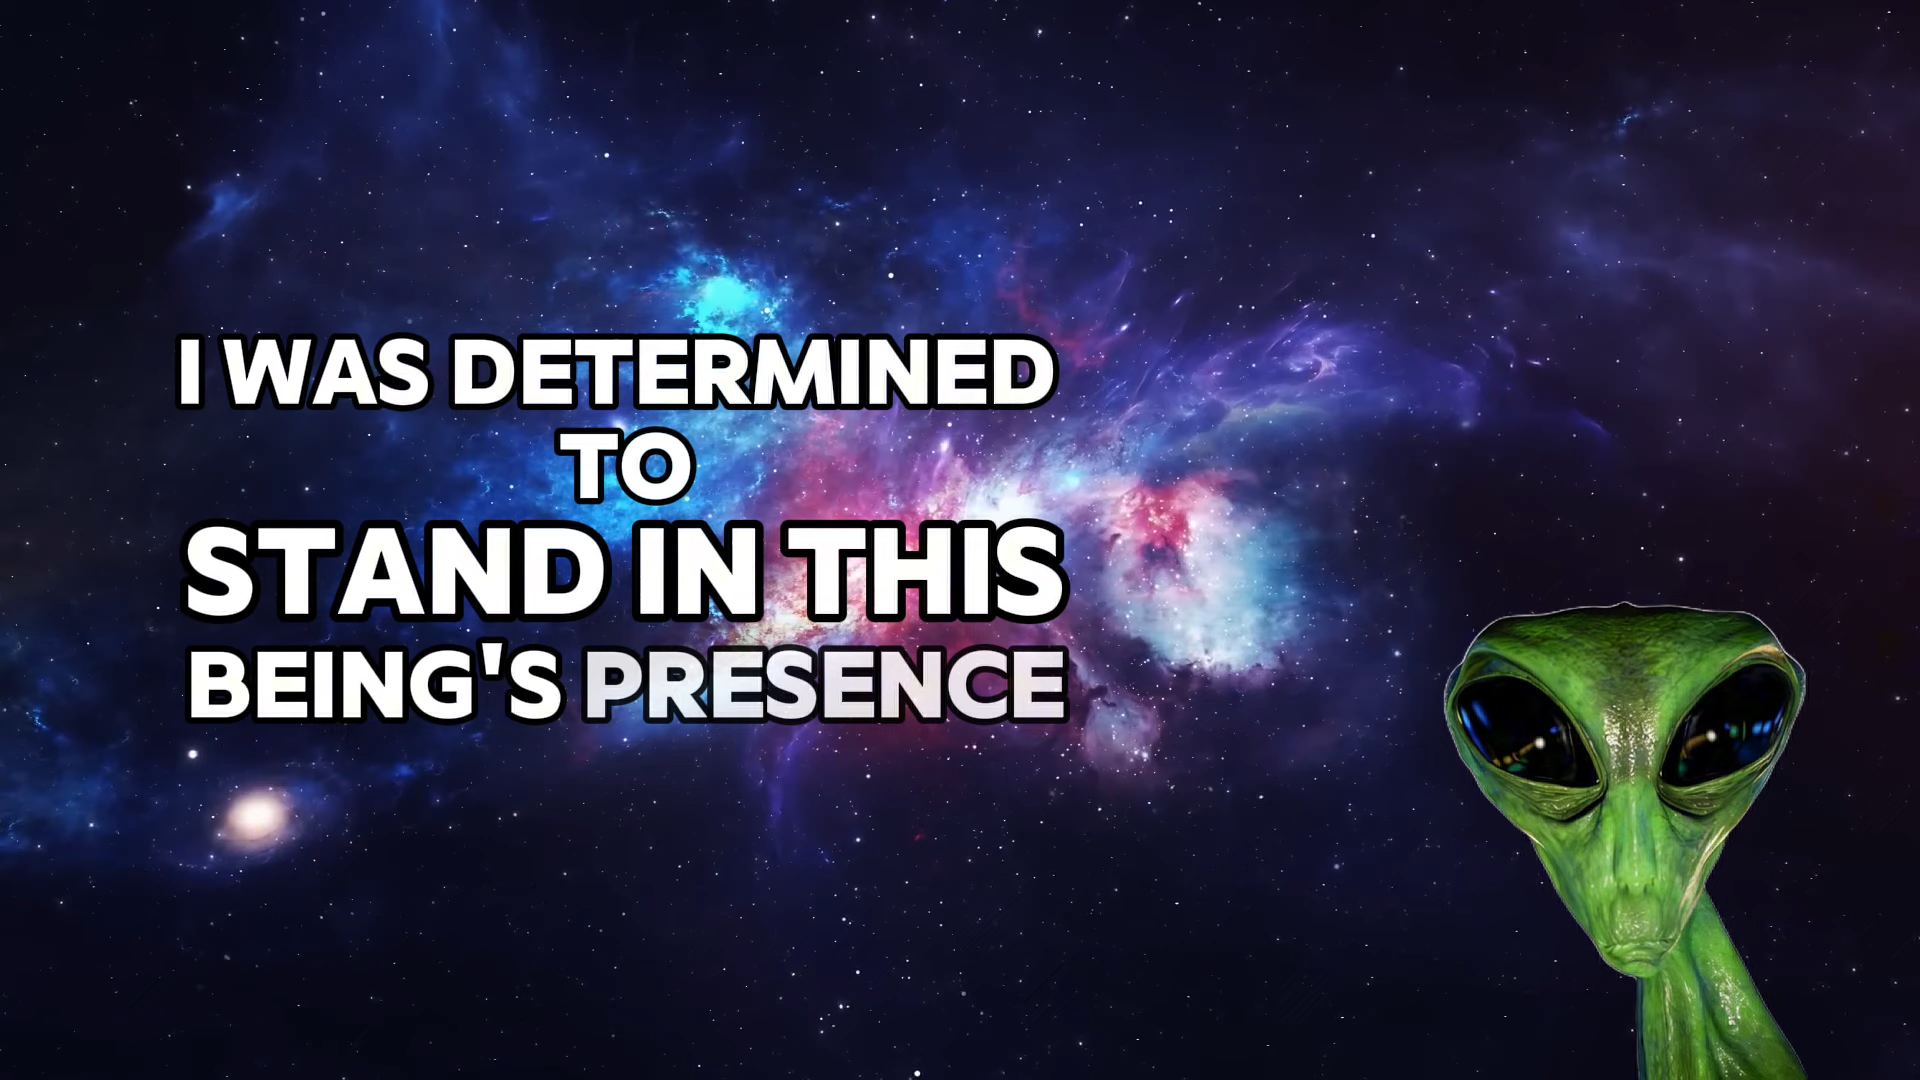 I WAS DETERMINED
TO
STAND IN THIS
BEING'S PRESENCE